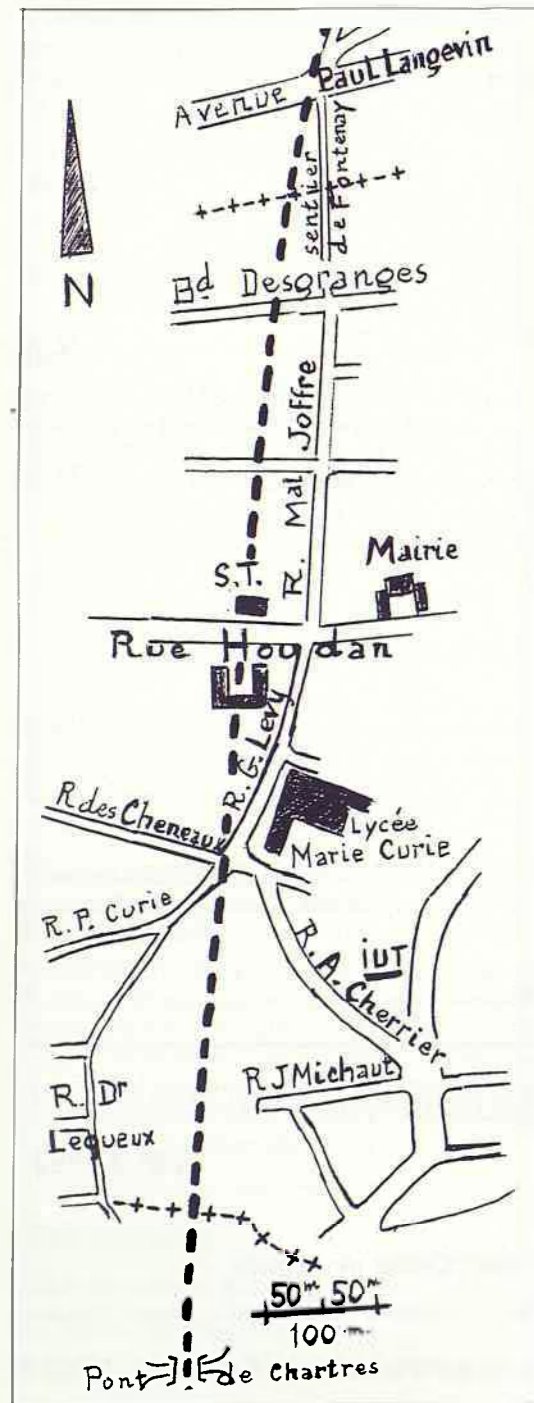 Avenue Paul Langevin
sentier
de Fontenay
N
Bd Desgranges
R. Mal Joffre
S.T.
Mairie
Rue Houdan
R. G. Levy
R des Cheneaux
Lycée
Marie Curie
R. P. Curie
R. A. Cherrier
IUT
R J Michaut
R. Dr
Lequeux
50m 50m
100 m
Pont de Chartres